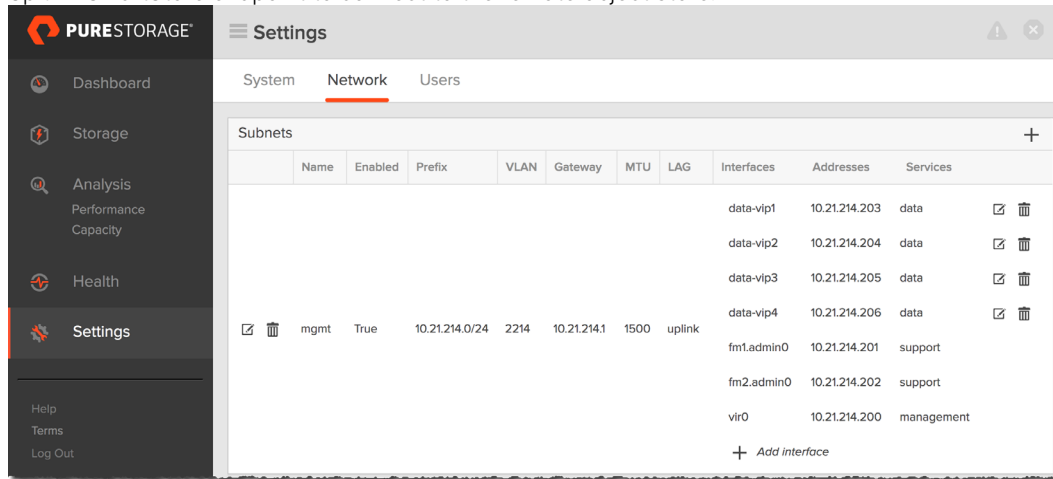 PURESTORAGE®
Settings
Dashboard
System Network Users
Storage
Subnets
Name Enabled Prefix VLAN Gateway MTU LAG Interfaces Addresses Services
Analysis
Performance
Capacity
data-vip1 10.21.214.203 data
data-vip2 10.21.214.204 data
Health
data-vip3 10.21.214.205 data
data-vip4 10.21.214.206 data
Settings
mgmt True 10.21.214.0/24 2214 10.21.214.1 1500 uplink
fm1.admin0 10.21.214.201 support
fm2.admin0 10.21.214.202 support
vir0 10.21.214.200 management
Add interface
Help
Terms
Log Out